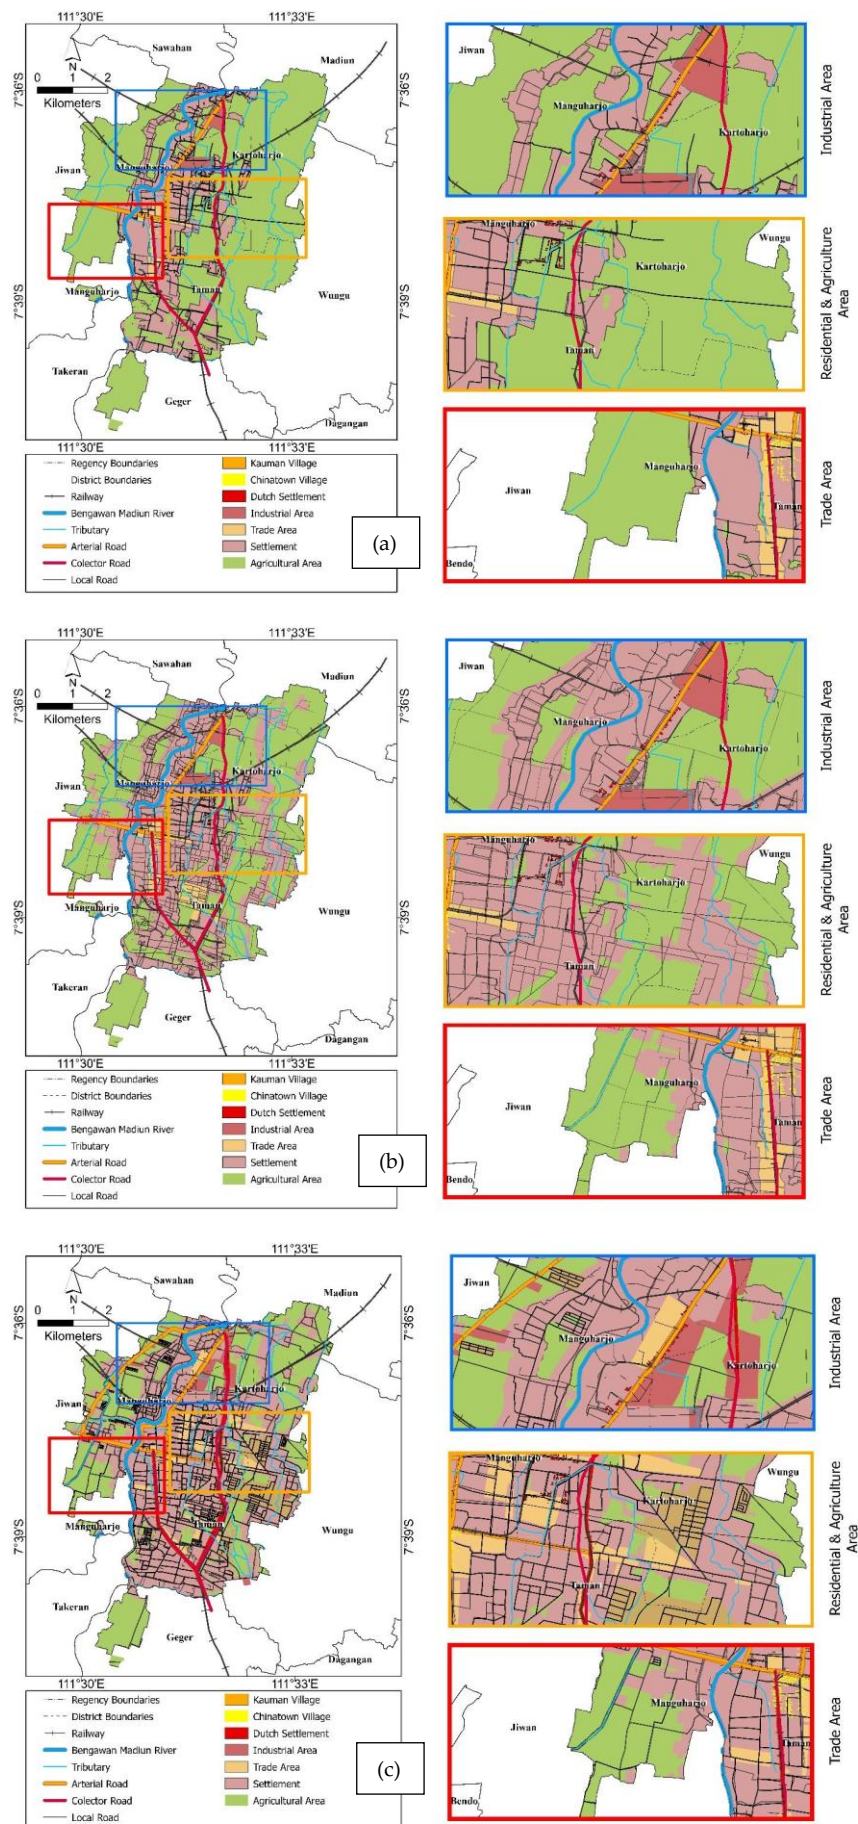 111°30'E 111°33'E
Sawahan
Madiun
N
0 1 2
Kilometers
7°36'S 7°36'S
Manguharjo
Kartoharjo
Jiwan
Manguharjo
Taman
Wungu
7°39'S 7°39'S
Takeran
Geger
Dagangan
111°30'E 111°33'E
Regency Boundaries
District Boundaries
Railway
Bengawan Madiun River
Tributary
Arterial Road
Colector Road
Local Road
Kauman Village
Chinatown Village
Dutch Settlement
Industrial Area
Trade Area
Settlement
Agricultural Area
(a)
Jiwan
Manguharjo
Kartoharjo
Industrial Area
Manguharjo
Wungu
Kartoharjo
Taman
Residential & Agriculture
Area
Manguharjo
Jiwan
Taman
Bendo
Trade Area
111°30'E 111°33'E
Sawahan
Madiun
N
0 1 2
Kilometers
7°36'S 7°36'S
Manguharjo
Kartoharjo
Jiwan
Manguharjo
Taman
Wungu
7°39'S 7°39'S
Takeran
Geger
Dagangan
111°30'E 111°33'E
Regency Boundaries
District Boundaries
Railway
Bengawan Madiun River
Tributary
Arterial Road
Colector Road
Local Road
Kauman Village
Chinatown Village
Dutch Settlement
Industrial Area
Trade Area
Settlement
Agricultural Area
(b)
Jiwan
Manguharjo
Kartoharjo
Industrial Area
Manguharjo
Wungu
Kartoharjo
Taman
Residential & Agriculture
Area
Manguharjo
Jiwan
Taman
Bendo
Trade Area
111°30'E 111°33'E
Sawahan
Madiun
N
0 1 2
Kilometers
7°36'S 7°36'S
Manguharjo
Kartoharjo
Jiwan
Manguharjo
Taman
Wungu
7°39'S 7°39'S
Takeran
Geger
Dagangan
111°30'E 111°33'E
Regency Boundaries
District Boundaries
Railway
Bengawan Madiun River
Tributary
Arterial Road
Colector Road
Local Road
Kauman Village
Chinatown Village
Dutch Settlement
Industrial Area
Trade Area
Settlement
Agricultural Area
(c)
Jiwan
Manguharjo
Kartoharjo
Industrial Area
Manguharjo
Wungu
Kartoharjo
Taman
Residential & Agriculture
Area
Manguharjo
Jiwan
Taman
Bendo
Trade Area